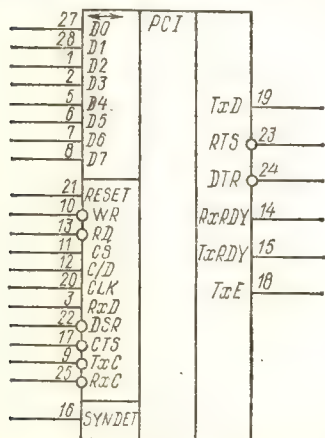 27 D0 PCI
28 D1
1 D2
2 D3
5 D4
6 D5
7 D6
8 D7
TxD 19
RTS 23
DTR 24
RxRDY 14
TxRDY 15
TxE 18
21 RESET
10 WR
13 RD
11 CS
12 C/D
20 CLK
3 RxD
22 DSR
17 CTS
9 TxC
25 RxC
16 SYNDET